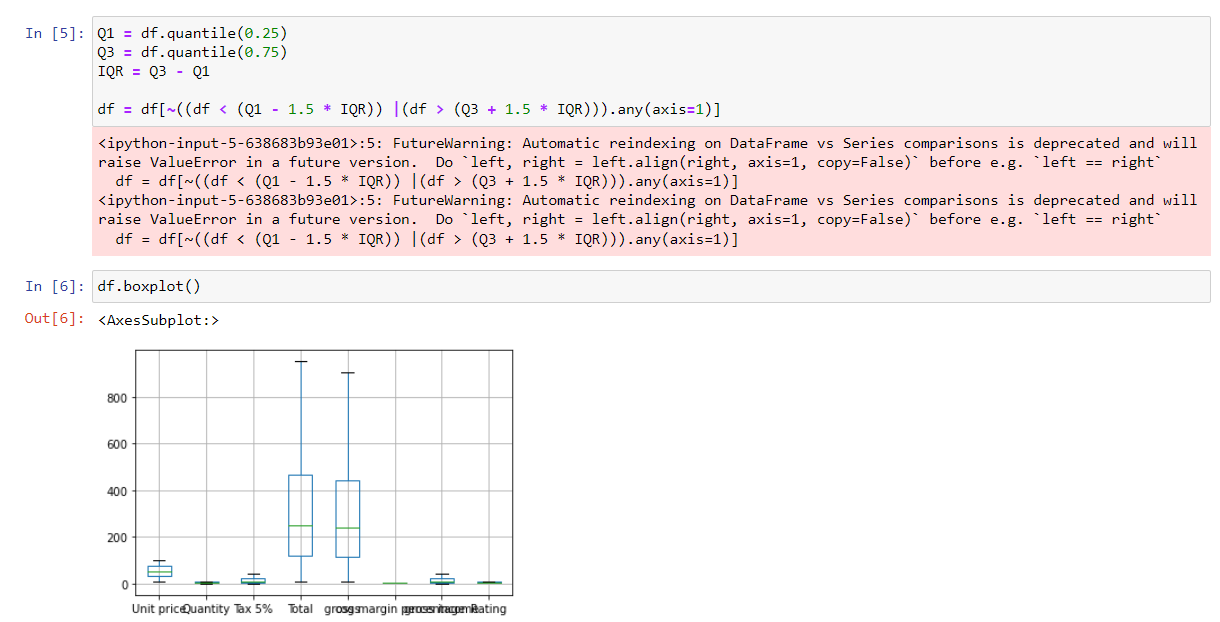 In [5]: Q1 = df.quantile(0.25)
Q3 = df.quantile(0.75)
IQR = Q3 - Q1
df = df[~((df < (Q1 - 1.5 * IQR)) |(df > (Q3 + 1.5 * IQR))).any(axis=1)]
<ipython-input-5-638683b93e01>:5: FutureWarning: Automatic reindexing on DataFrame vs Series comparisons is deprecated and will
raise ValueError in a future version.  Do `left, right = left.align(right, axis=1, copy=False)` before e.g. `left == right`
  df = df[~((df < (Q1 - 1.5 * IQR)) |(df > (Q3 + 1.5 * IQR))).any(axis=1)]
<ipython-input-5-638683b93e01>:5: FutureWarning: Automatic reindexing on DataFrame vs Series comparisons is deprecated and will
raise ValueError in a future version.  Do `left, right = left.align(right, axis=1, copy=False)` before e.g. `left == right`
  df = df[~((df < (Q1 - 1.5 * IQR)) |(df > (Q3 + 1.5 * IQR))).any(axis=1)]
In [6]: df.boxplot()
Out[6]: <AxesSubplot:>
800
600
400
200
0
Unit price Quantity Tax 5% Total gross margin Rating